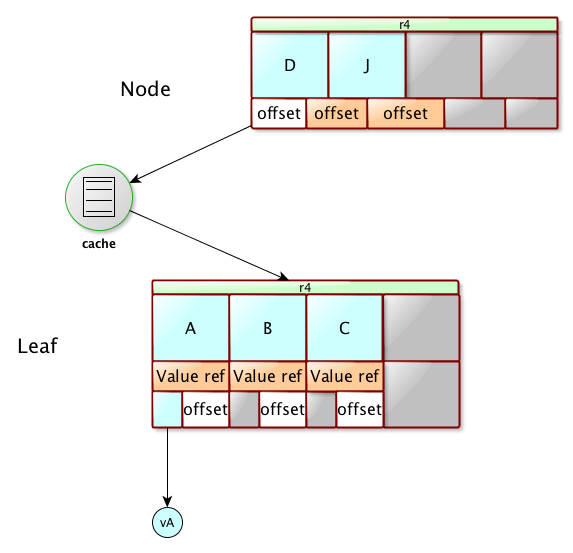 r4
D J
Node
offset offset offset
cache
r4
A B C
Leaf
Value ref Value ref Value ref
offset offset offset
vA